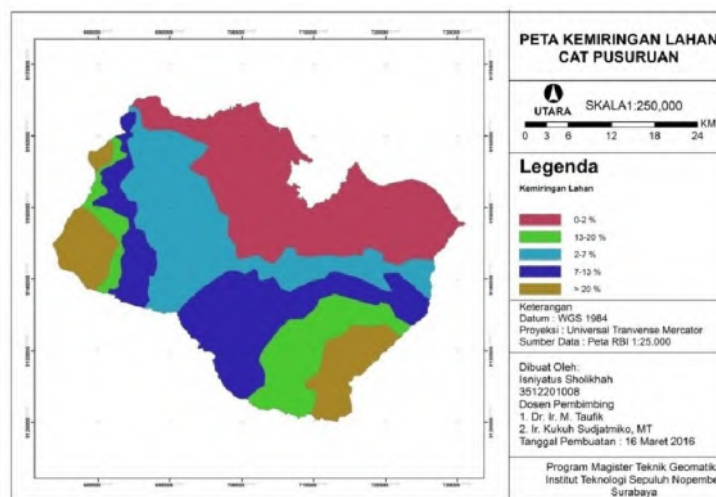 PETA KEMIRINGAN LAHAN
CAT PUSURUAN
UTARA
SKALA1:250,000
KM
0 3 6 12 18 24
Legenda
Kemiringan Lahan
0-2 %
13-20 %
2-7 %
7-13 %
> 20 %
Keterangan
Datum : WGS 1984
Proyeksi : Universal Tranvense Mercator
Sumber Data : Peta RBI 1:25.000
Dibuat Oleh:
Isniyatus Sholikhah
3512201008
Dosen Pembimbing
1. Dr. Ir. M. Taufik
2. Ir. Kukuh Sudjatmiko, MT
Tanggal Pembuatan : 16 Maret 2016
Program Magister Teknik Geomatik
Institut Teknologi Sepuluh Nopembe
Surabaya